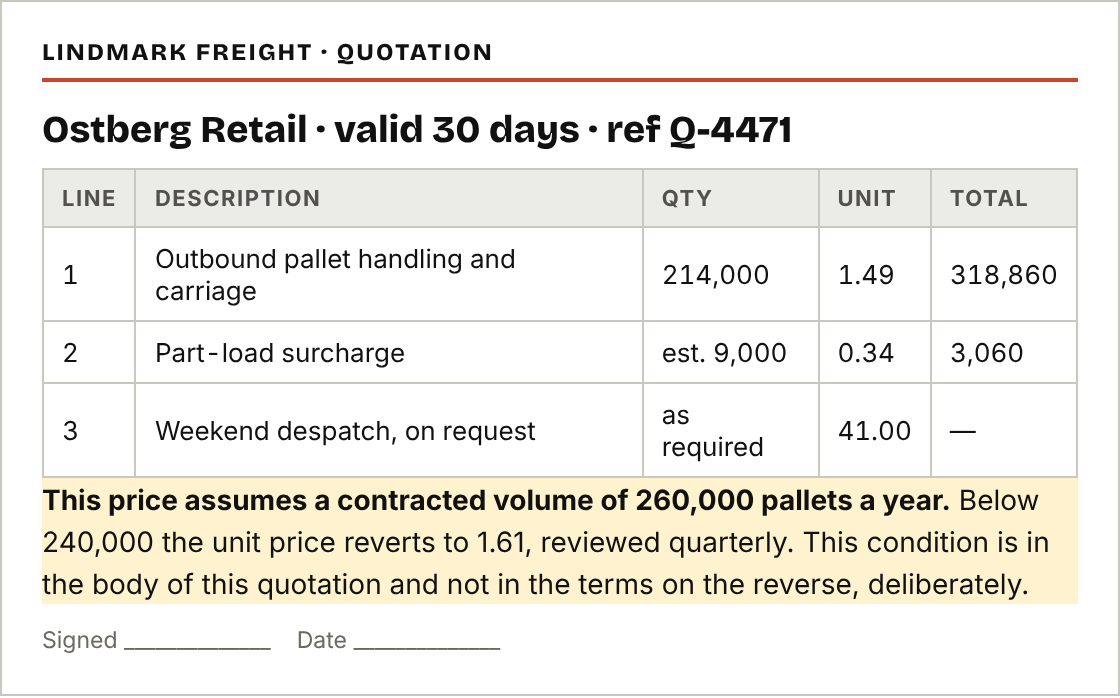 LINDMARK FREIGHT · QUOTATION
Ostberg Retail · valid 30 days · ref Q-4471
LINE DESCRIPTION QTY UNIT TOTAL
1 Outbound pallet handling and carriage 214,000 1.49 318,860
2 Part-load surcharge est. 9,000 0.34 3,060
3 Weekend despatch, on request as required 41.00 —
This price assumes a contracted volume of 260,000 pallets a year. Below
240,000 the unit price reverts to 1.61, reviewed quarterly. This condition is in
the body of this quotation and not in the terms on the reverse, deliberately.
Signed ______________ Date ______________